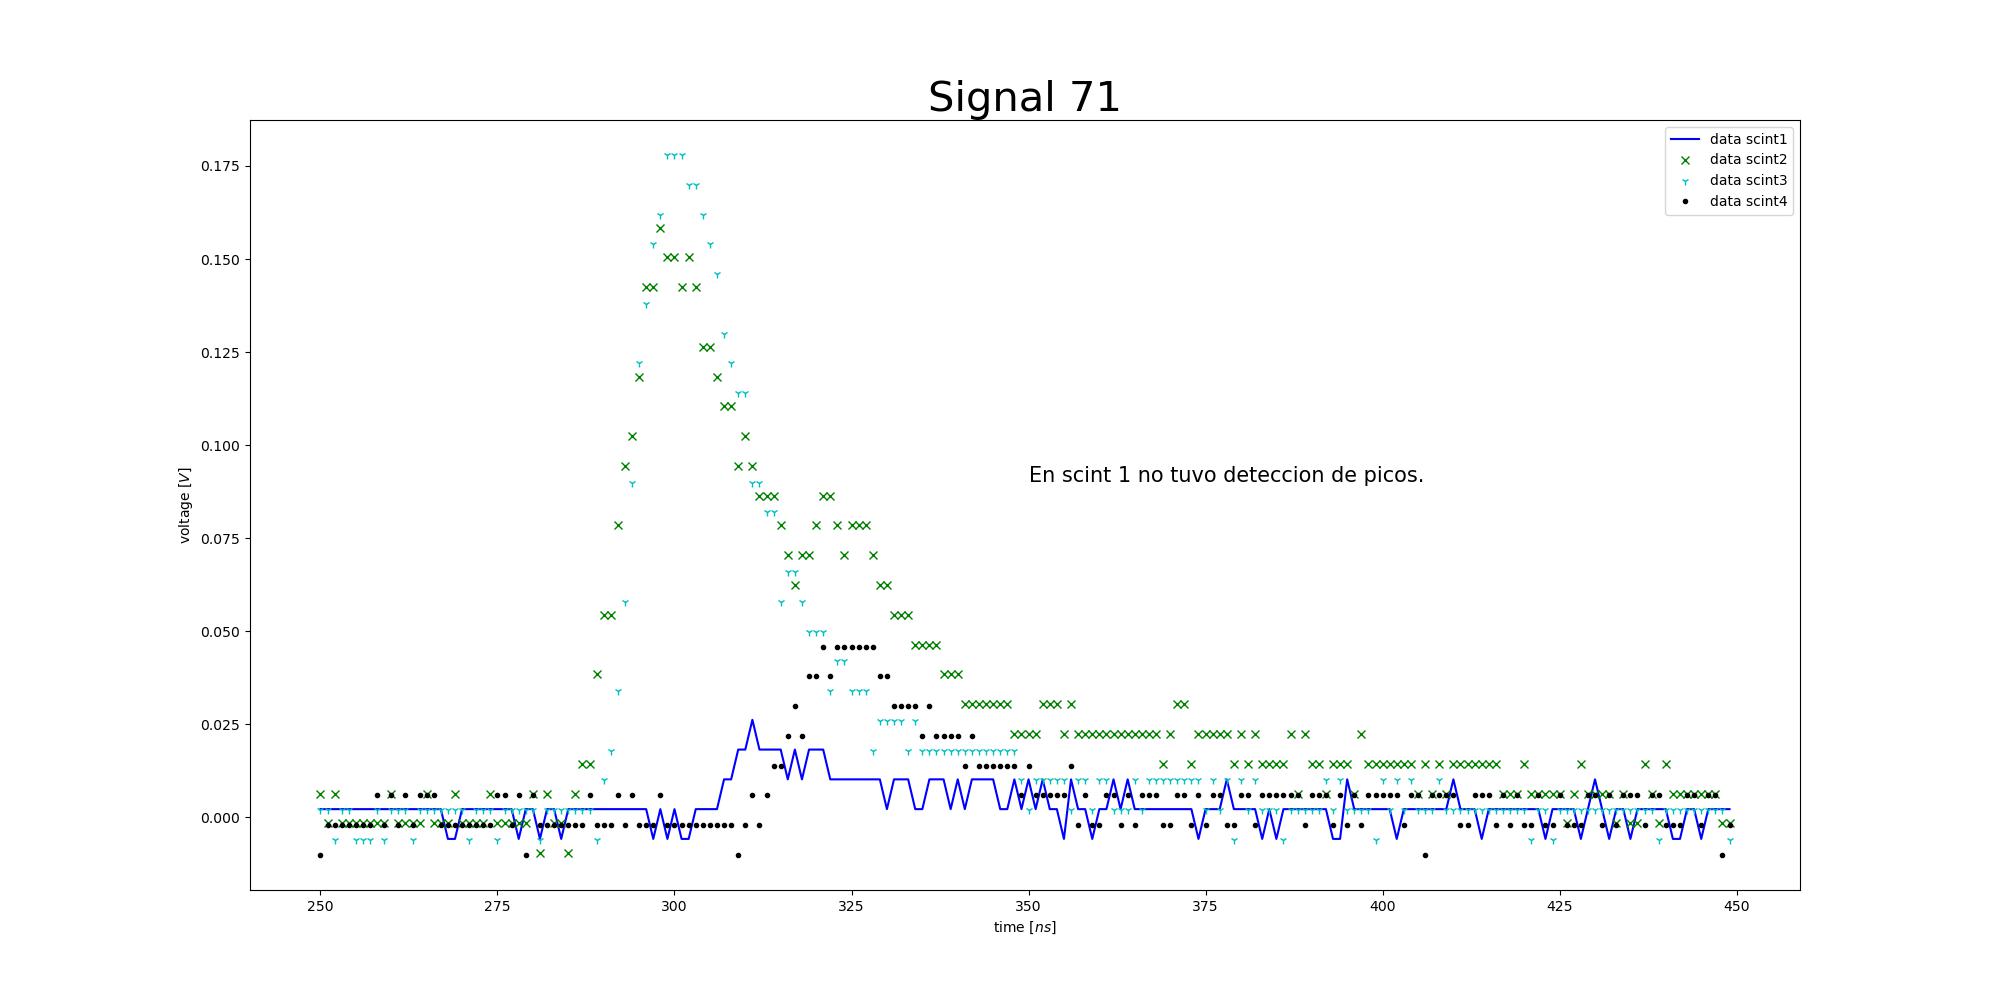 Signal 71
data scint1
data scint2
data scint3
data scint4
0.175
0.150
0.125
0.100
0.075
0.050
0.025
0.000
voltage [V]
En scint 1 no tuvo deteccion de picos.
250 275 300 325 350 375 400 425 450
time [ns]